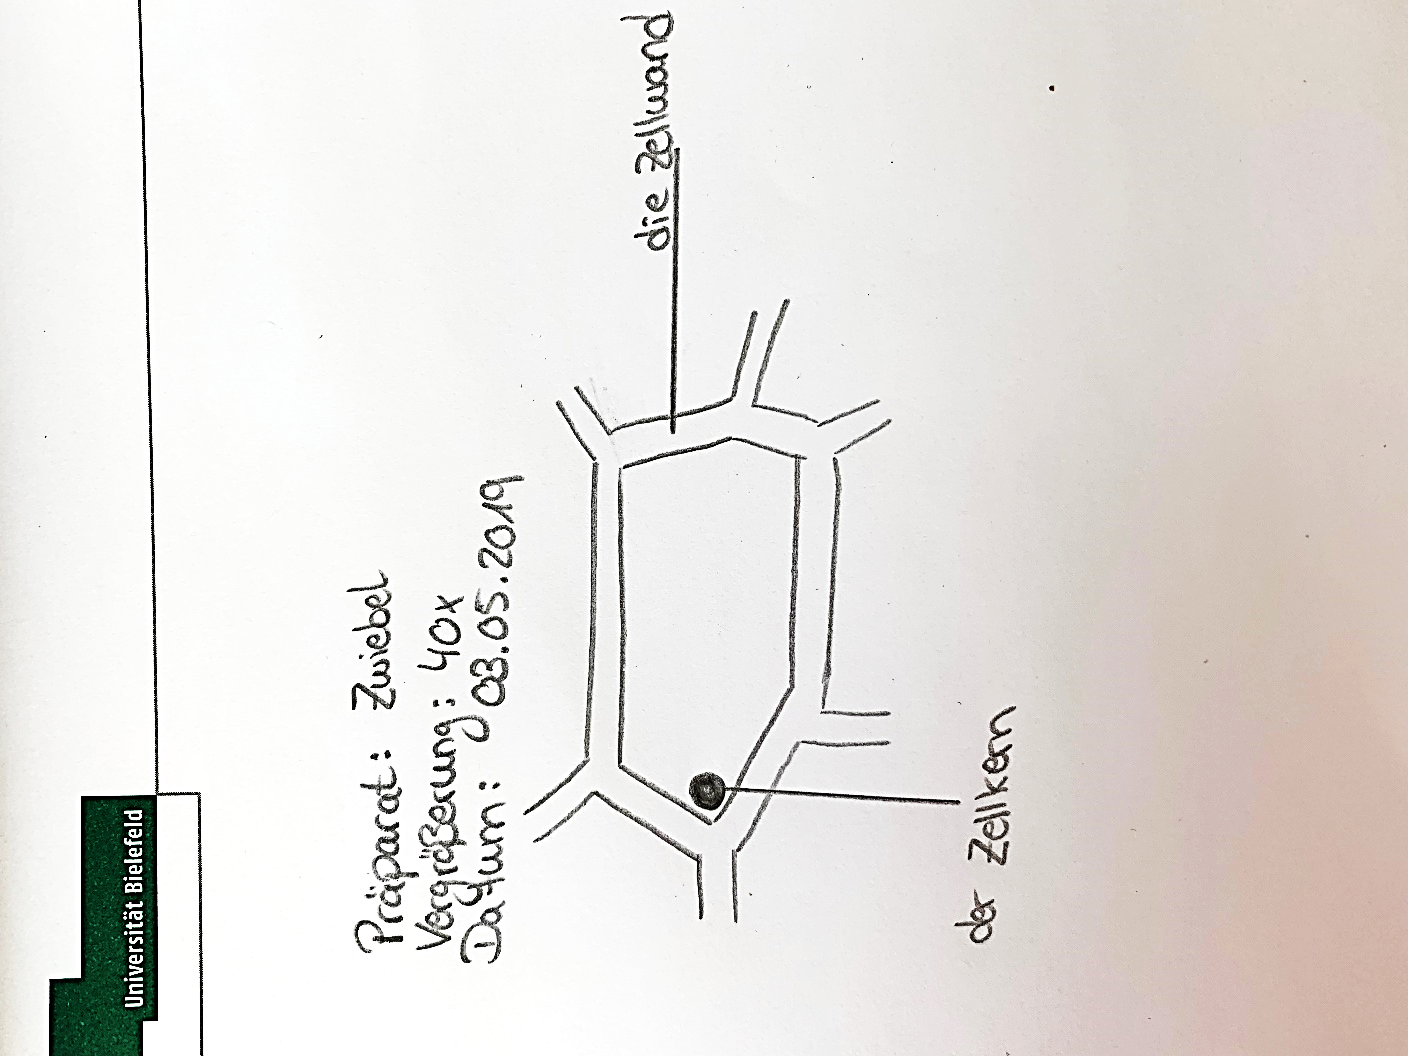 Universität Bielefeld
Präparat: Zwiebel
Vergrößerung: 40x
Datum: 03.05.2019
die Zellwand
der Zellkern